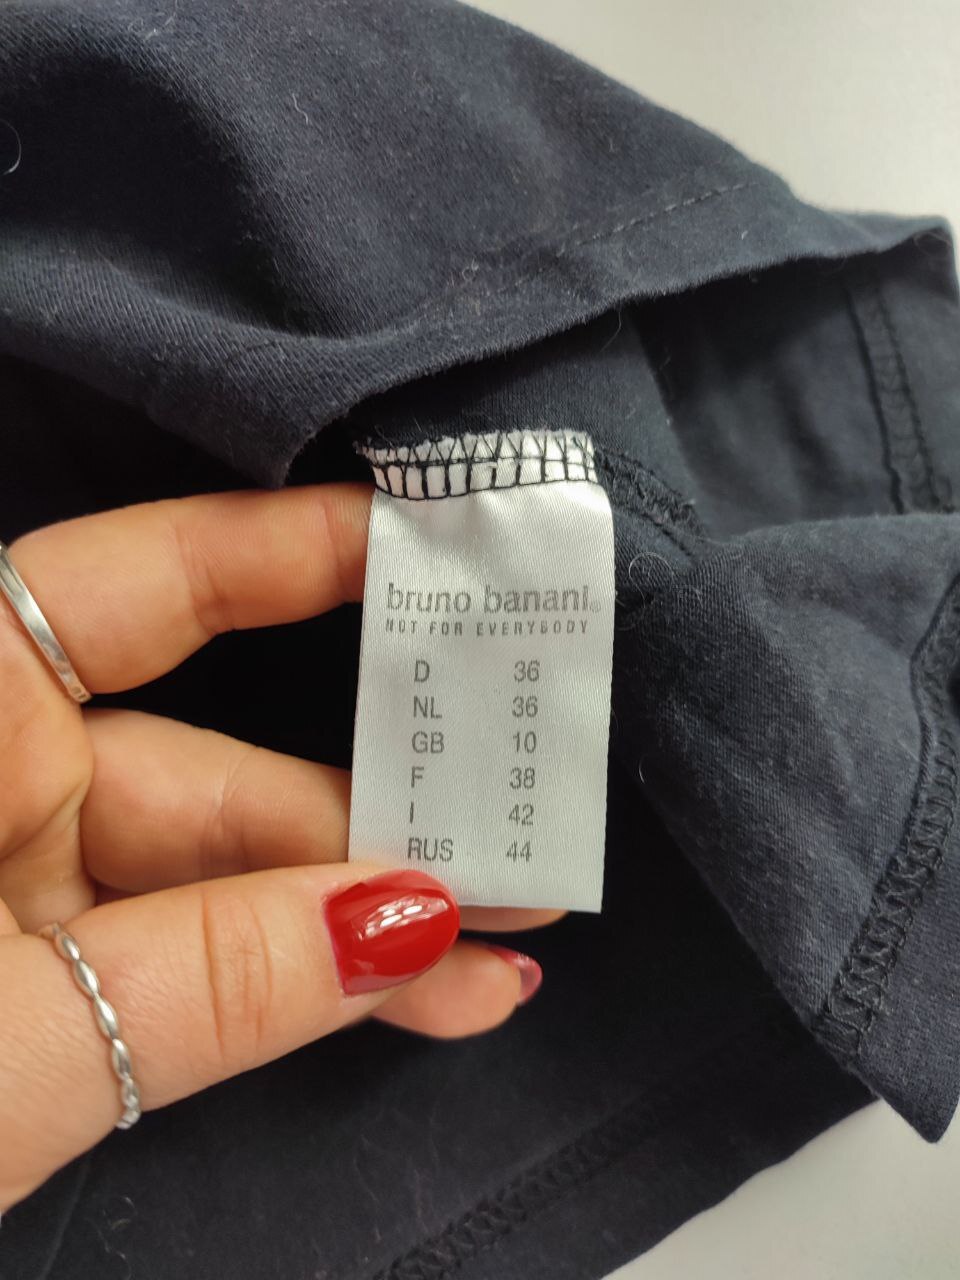 bruno banani®
NOT FOR EVERYBODY
D 36
NL 36
GB 10
F 38
I 42
RUS 44